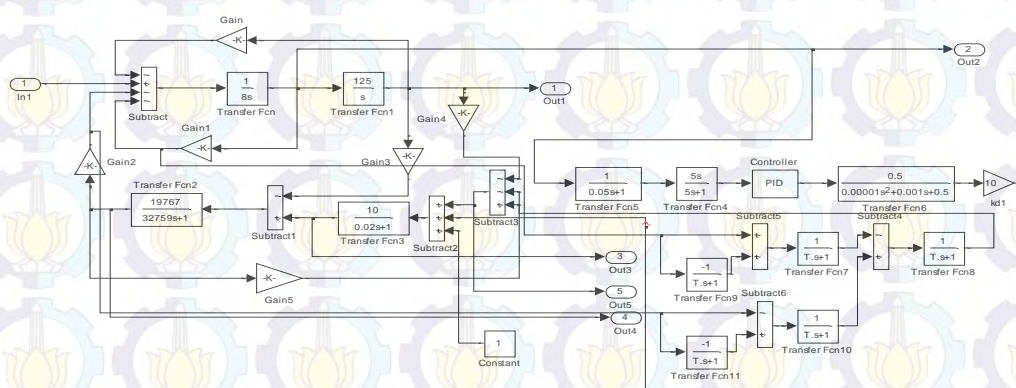 Gain
-K-
1
In1
Subtract
1
8s
Transfer Fcn
125
s
Transfer Fcn1
1
Out1
2
Out2
Gain4
-K-
Gain1
-K-
Gain2
-K-
Gain3
-K-
Transfer Fcn2
19767
32759s+1
Subtract1
10
0.02s+1
Transfer Fcn3
Subtract2
Subtract3
1
0.05s+1
Transfer Fcn5
5s
5s+1
Transfer Fcn4
Controller
PID
0.5
0.00001s²+0.001s+0.5
Transfer Fcn6
10
kd1
Subtract5
Subtract4
1
T.s+1
Transfer Fcn7
1
T.s+1
Transfer Fcn8
3
Out3
-K-
Gain5
-1
T.s+1
Transfer Fcn9
5
Out5
4
Out4
Subtract6
1
T.s+1
Transfer Fcn10
1
Constant
-1
T.s+1
Transfer Fcn11